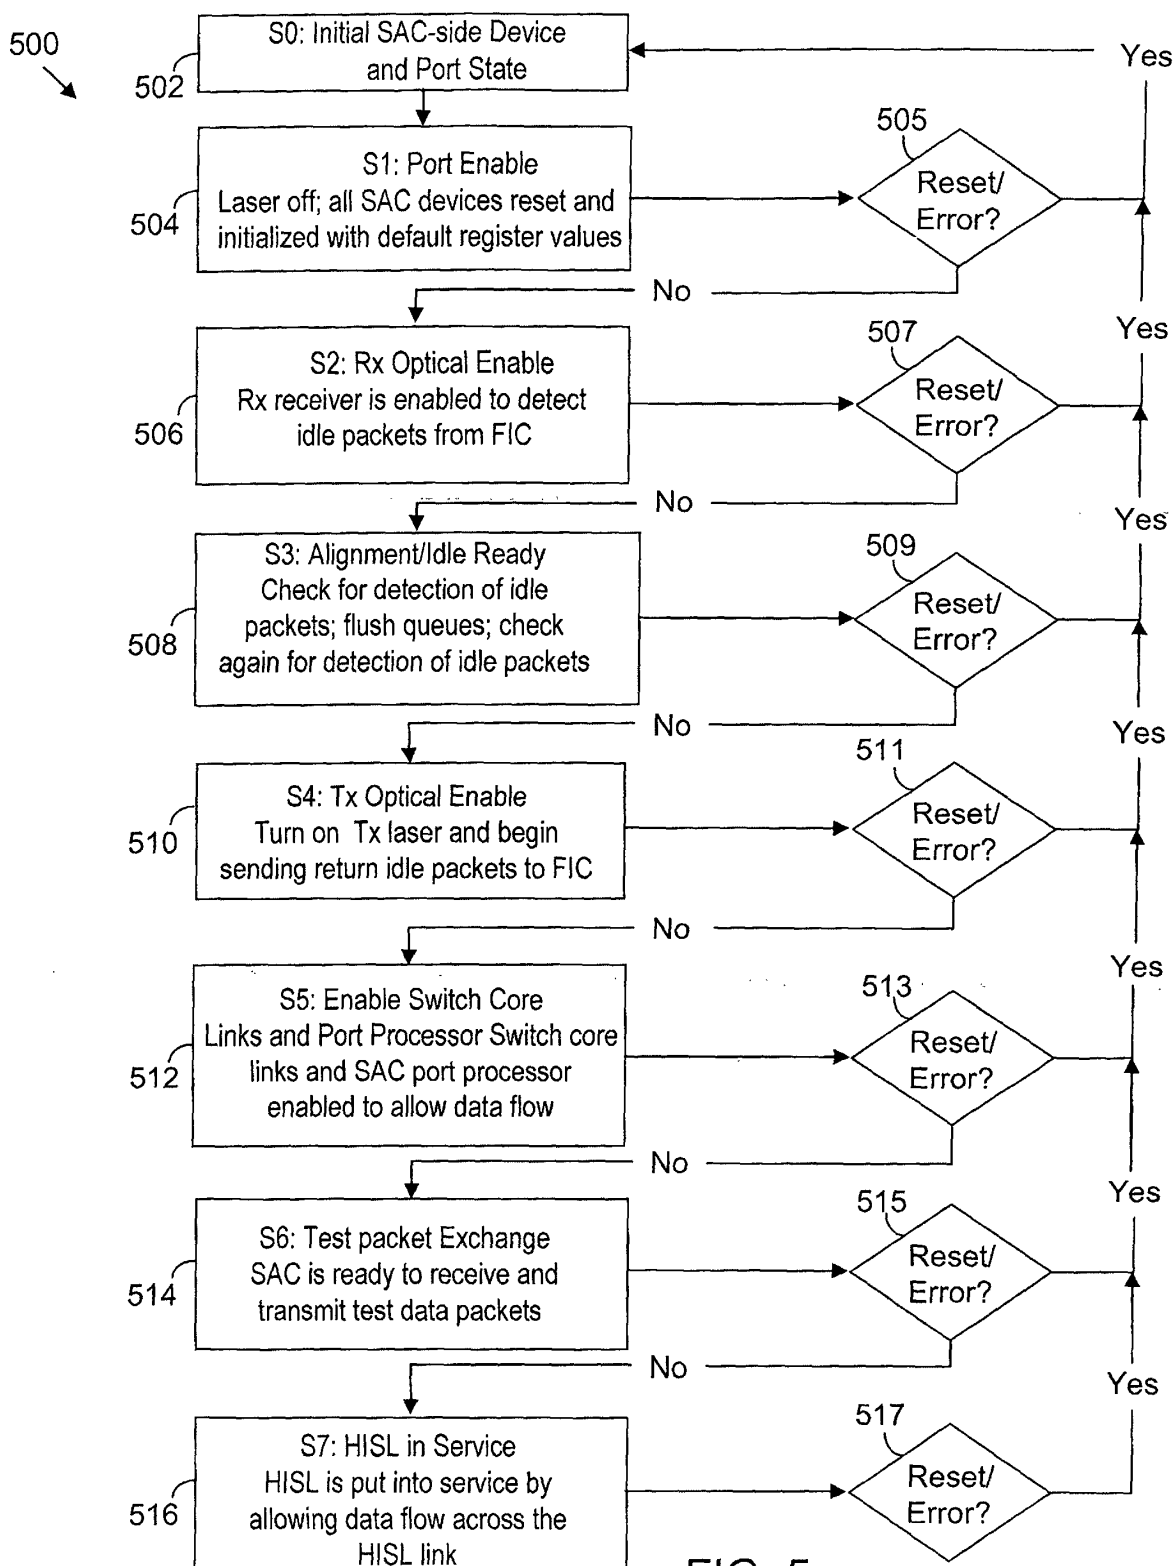 500
502
S0: Initial SAC-side Device
and Port State
Yes
504
S1: Port Enable
Laser off; all SAC devices reset and
initialized with default register values
505
Reset/
Error?
No
Yes
506
S2: Rx Optical Enable
Rx receiver is enabled to detect
idle packets from FIC
507
Reset/
Error?
No
Yes
508
S3: Alignment/Idle Ready
Check for detection of idle
packets; flush queues; check
again for detection of idle packets
509
Reset/
Error?
No
Yes
510
S4: Tx Optical Enable
Turn on Tx laser and begin
sending return idle packets to FIC
511
Reset/
Error?
No
Yes
512
S5: Enable Switch Core
Links and Port Processor Switch core
links and SAC port processor
enabled to allow data flow
513
Reset/
Error?
No
Yes
514
S6: Test packet Exchange
SAC is ready to receive and
transmit test data packets
515
Reset/
Error?
No
Yes
516
S7: HISL in Service
HISL is put into service by
allowing data flow across the
HISL link
517
Reset/
Error?
FIG. 5